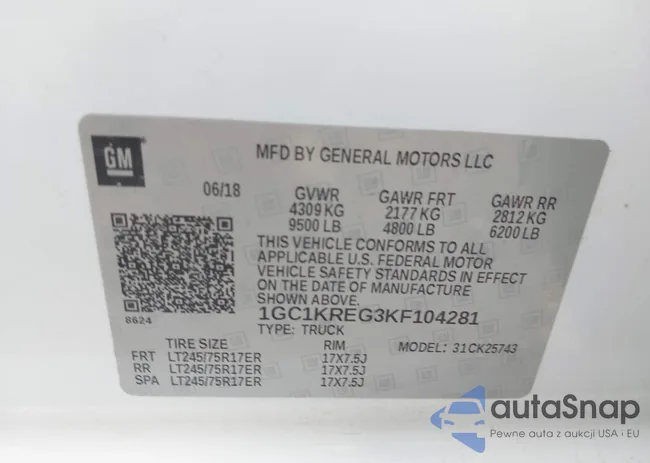 GM
MFD BY GENERAL MOTORS LLC
06/18 GVWR GAWR FRT GAWR RR
4309 KG 2177 KG 2812 KG
9500 LB 4800 LB 6200 LB
THIS VEHICLE CONFORMS TO ALL
APPLICABLE U.S. FEDERAL MOTOR
VEHICLE SAFETY STANDARDS IN EFFECT
ON THE DATE OF MANUFACTURE
SHOWN ABOVE.
8624
1GC1KREG3KF104281
TYPE: TRUCK
MODEL: 31CK25743
TIRE SIZE RIM
FRT LT245/75R17ER 17X7.5J
RR LT245/75R17ER 17X7.5J
SPA LT245/75R17ER 17X7.5J
autaSnap
Pewne auta z aukcji USA i EU